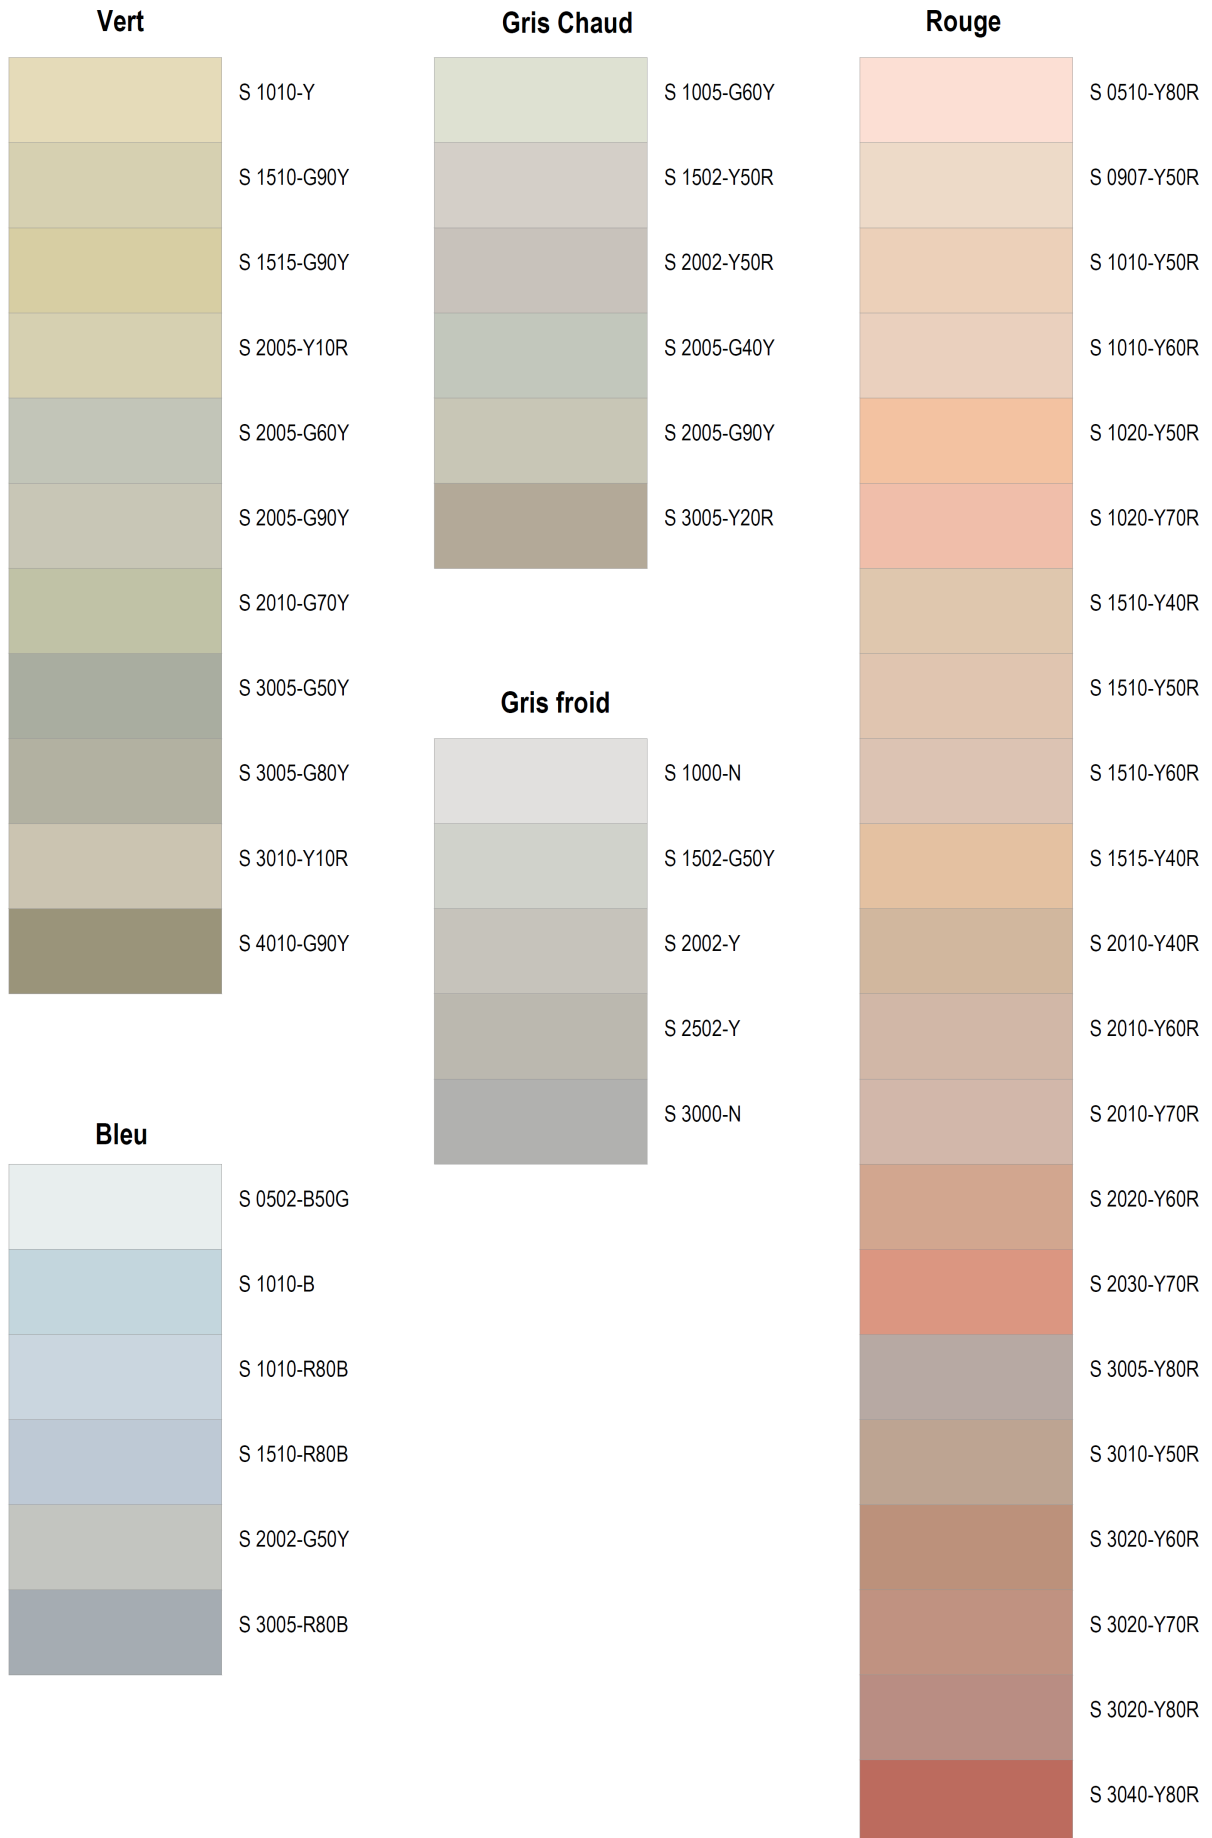 Vert
S 1010-Y
S 1510-G90Y
S 1515-G90Y
S 2005-Y10R
S 2005-G60Y
S 2005-G90Y
S 2010-G70Y
S 3005-G50Y
S 3005-G80Y
S 3010-Y10R
S 4010-G90Y
Bleu
S 0502-B50G
S 1010-B
S 1010-R80B
S 1510-R80B
S 2002-G50Y
S 3005-R80B
Gris Chaud
S 1005-G60Y
S 1502-Y50R
S 2002-Y50R
S 2005-G40Y
S 2005-G90Y
S 3005-Y20R
Gris froid
S 1000-N
S 1502-G50Y
S 2002-Y
S 2502-Y
S 3000-N
Rouge
S 0510-Y80R
S 0907-Y50R
S 1010-Y50R
S 1010-Y60R
S 1020-Y50R
S 1020-Y70R
S 1510-Y40R
S 1510-Y50R
S 1510-Y60R
S 1515-Y40R
S 2010-Y40R
S 2010-Y60R
S 2010-Y70R
S 2020-Y60R
S 2030-Y70R
S 3005-Y80R
S 3010-Y50R
S 3020-Y60R
S 3020-Y70R
S 3020-Y80R
S 3040-Y80R